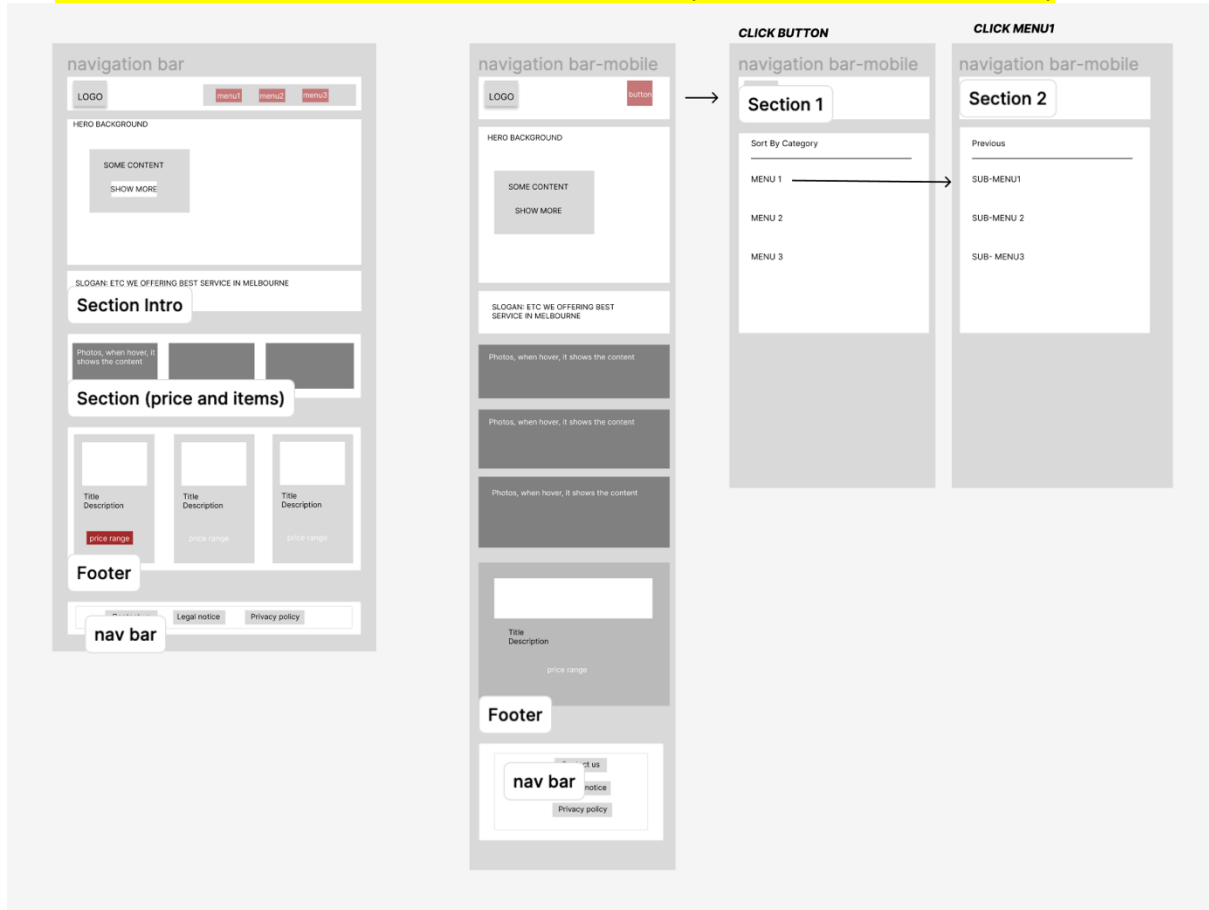 CLICK BUTTON
CLICK MENU1
navigation bar
LOGO
menu1 menu2 menu3
HERO BACKGROUND
SOME CONTENT
SHOW MORE
SLOGAN: ETC WE OFFERING BEST SERVICE IN MELBOURNE
Section Intro
Photos, when hover, it
shows the content
Section (price and items)
Title
Description
price range
Title
Description
price range
Title
Description
price range
Footer
Legal notice
Privacy policy
nav bar
navigation bar-mobile
LOGO
button
HERO BACKGROUND
SOME CONTENT
SHOW MORE
SLOGAN: ETC WE OFFERING BEST
SERVICE IN MELBOURNE
Photos, when hover, it shows the content
Photos, when hover, it shows the content
Photos, when hover, it shows the content
Title
Description
price range
Footer
us
nav bar
notice
Privacy policy
navigation bar-mobile
Section 1
Sort By Category
MENU 1
MENU 2
MENU 3
navigation bar-mobile
Section 2
Previous
SUB-MENU1
SUB-MENU 2
SUB- MENU3